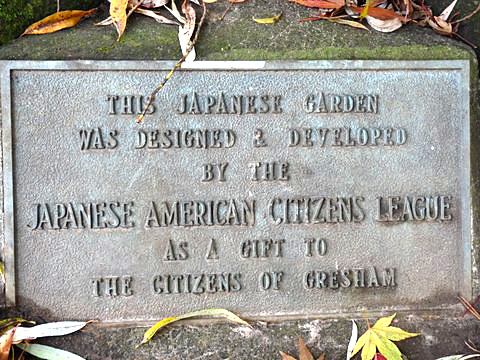 THIS JAPANESE GARDEN
WAS DESIGNED & DEVELOPED
BY THE
JAPANESE AMERICAN CITIZENS LEAGUE
AS A GIFT TO
THE CITIZENS OF GRESHAM